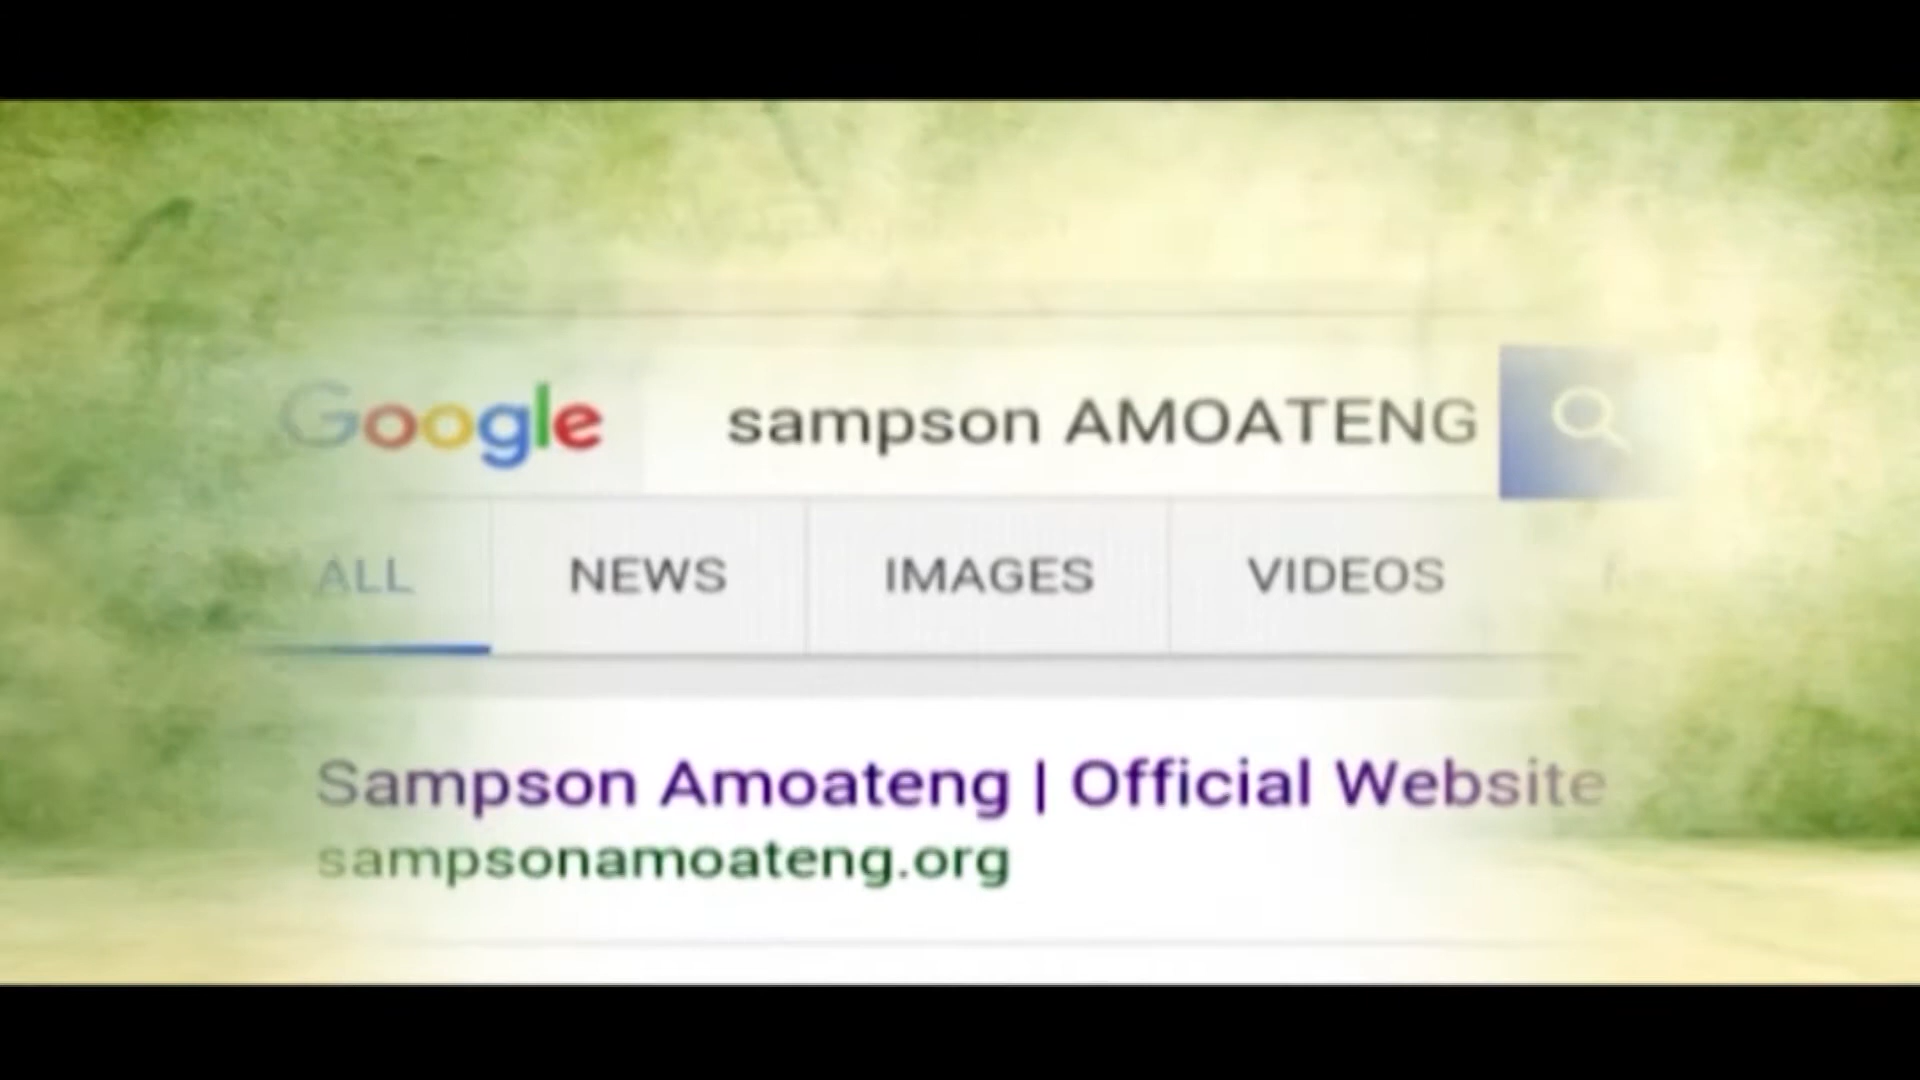 Google
sampson AMOATENG
ALL NEWS IMAGES VIDEOS
Sampson Amoateng | Official Website
sampsonamoateng.org